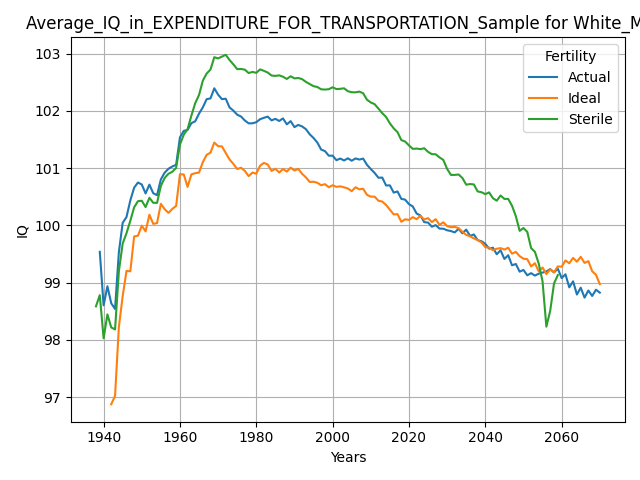 Average_IQ_in_EXPENDITURE_FOR_TRANSPORTATION_Sample for White_M
103
102
101
100
99
98
97
IQ
Fertility
Actual
Ideal
Sterile
1940
1960
1980
2000
2020
2040
2060
Years